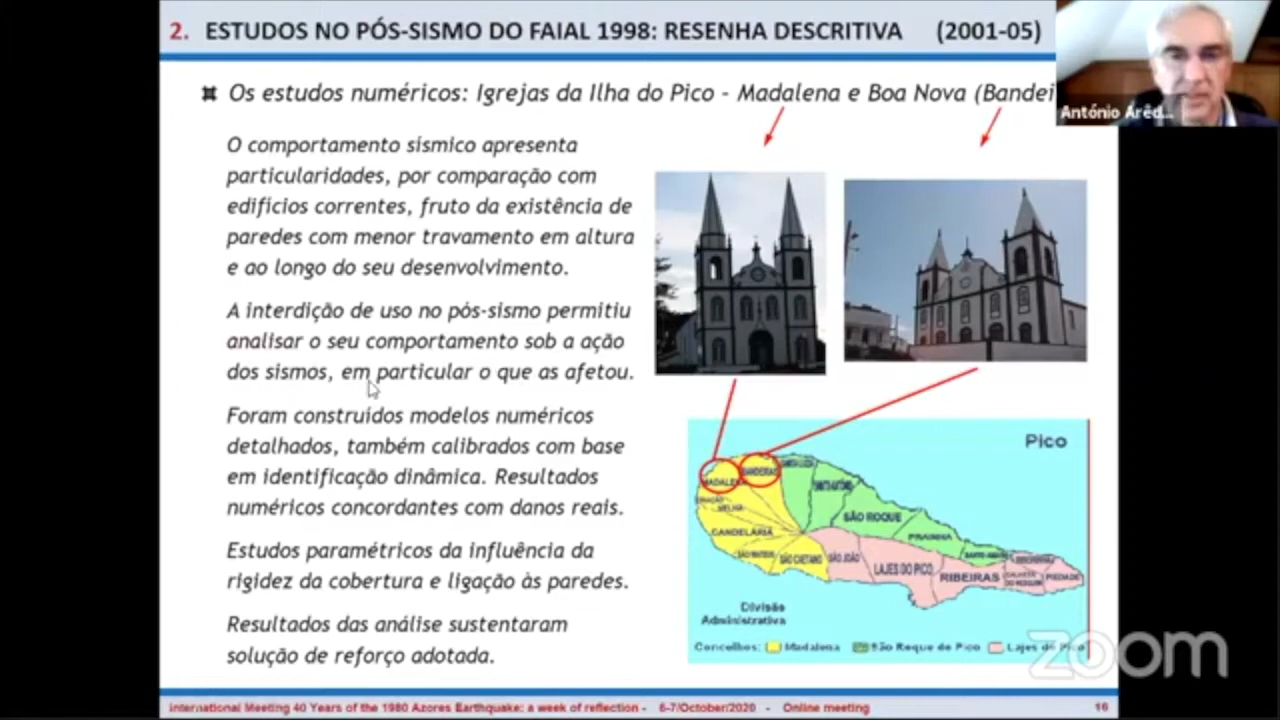 2. ESTUDOS NO PÓS-SISMO DO FAIAL 1998: RESENHA DESCRITIVA (2001-05)
António Arêd...
Os estudos numéricos: Igrejas da Ilha do Pico - Madalena e Boa Nova (Bandei
O comportamento sísmico apresenta
particularidades, por comparação com
edifícios correntes, fruto da existência de
paredes com menor travamento em altura
e ao longo do seu desenvolvimento.
A interdição de uso no pós-sismo permitiu
analisar o seu comportamento sob a ação
dos sismos, em particular o que as afetou.
Foram construídos modelos numéricos
detalhados, também calibrados com base
em identificação dinâmica. Resultados
numéricos concordantes com danos reais.
Estudos paramétricos da influência da
rigidez da cobertura e ligação às paredes.
Resultados das análise sustentaram
solução de reforço adotada.
Pico
MADALENA
BANDEIRAS
SANTO ANTÓNIO
SÃO ROQUE
PRAINHA
CANDELÁRIA
SÃO MATEUS
SÃO CAETANO
SÃO JOÃO
LAJES DO PICO
RIBEIRAS
PIEDADE
Divisão
Administrativa
Concelhos: Madalena São Roque do Pico Lajes do Pico
zoom
International Meeting 40 Years of the 1980 Azores Earthquake: a week of reflection - 6-7/October/2020 - Online meeting 16